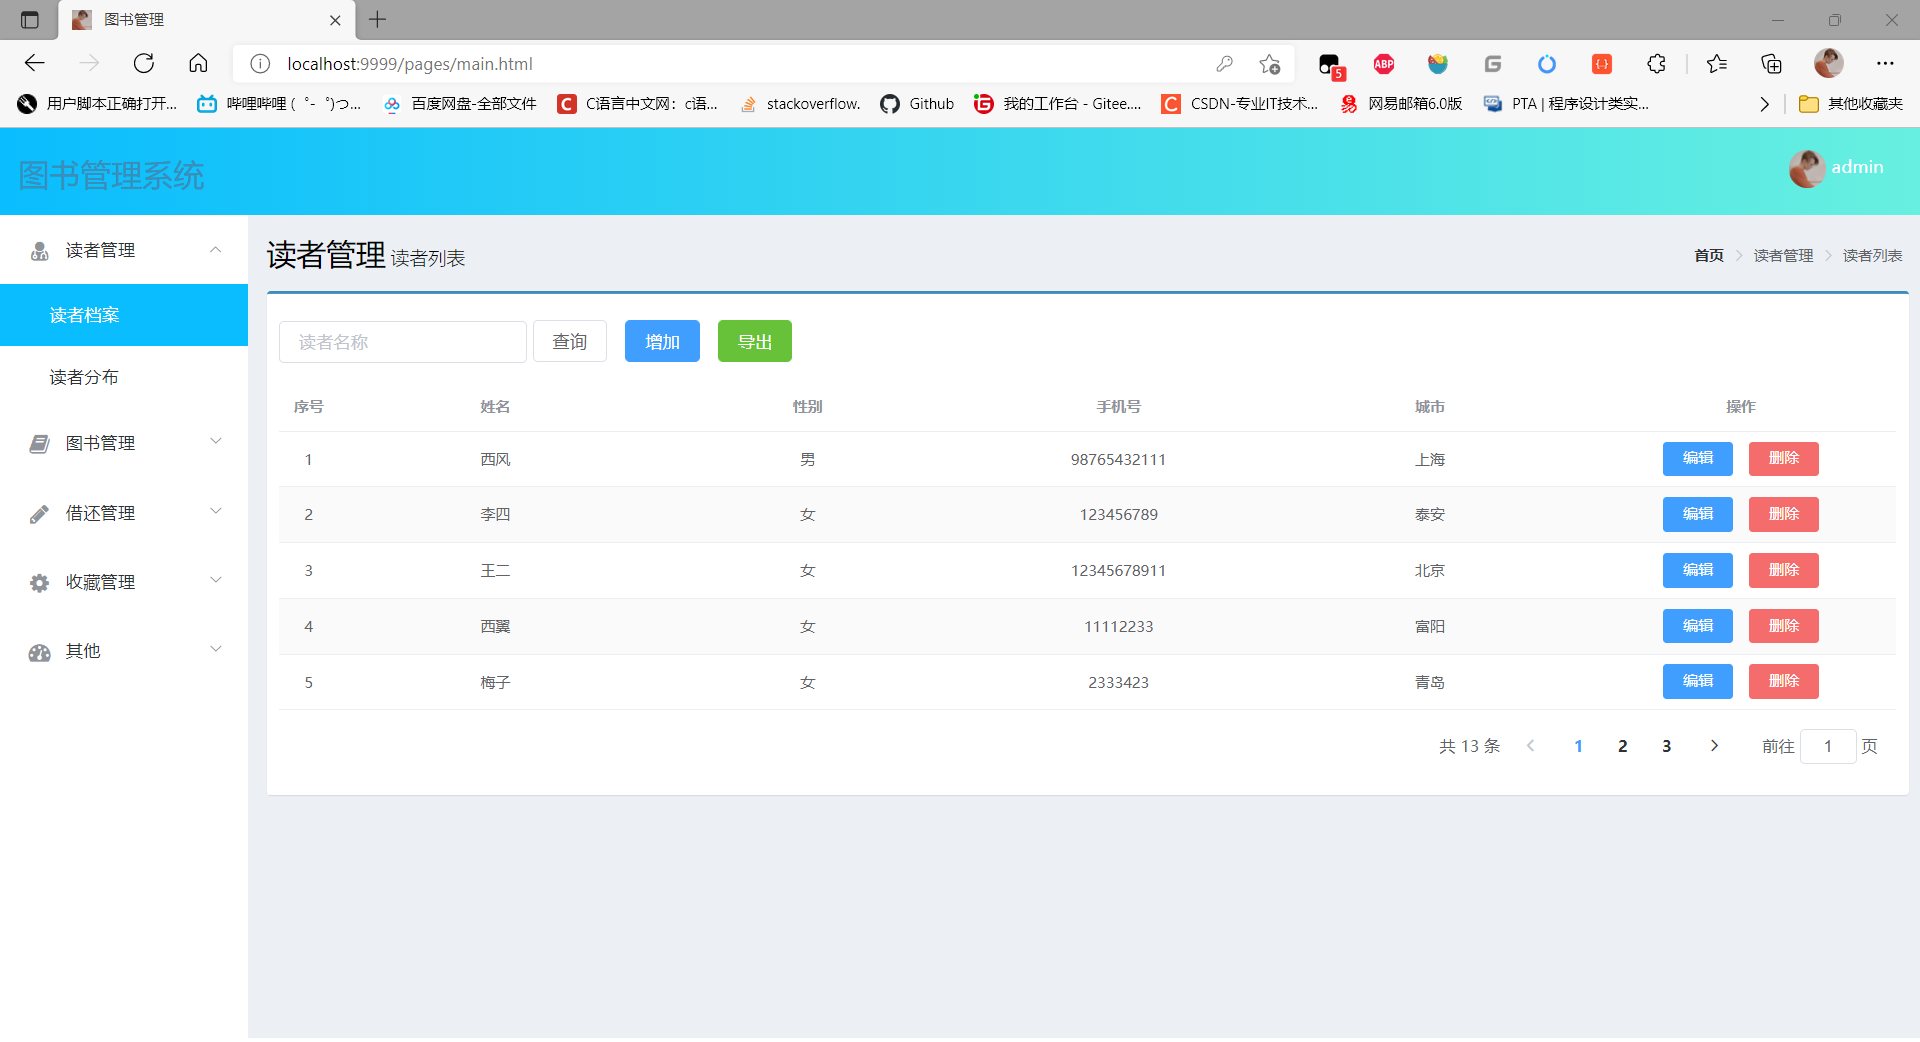 图书管理
localhost:9999/pages/main.html
5
ABP
用户脚本正确打开...
哔哩哔哩 (゜-゜)つ...
百度网盘-全部文件
C语言中文网：c语...
stackoverflow.
Github
我的工作台 - Gitee....
CSDN-专业IT技术...
网易邮箱6.0版
PTA | 程序设计类实...
其他收藏夹
图书管理系统
admin
读者管理
读者档案
读者分布
图书管理
借还管理
收藏管理
其他
读者管理 读者列表
首页 > 读者管理 > 读者列表
读者名称 查询 增加 导出
序号 姓名 性别 手机号 城市 操作
1 西风 男 98765432111 上海 编辑 删除
2 李四 女 123456789 泰安 编辑 删除
3 王二 女 12345678911 北京 编辑 删除
4 西翼 女 11112233 富阳 编辑 删除
5 梅子 女 2333423 青岛 编辑 删除
共 13 条 1 2 3 前往 1 页